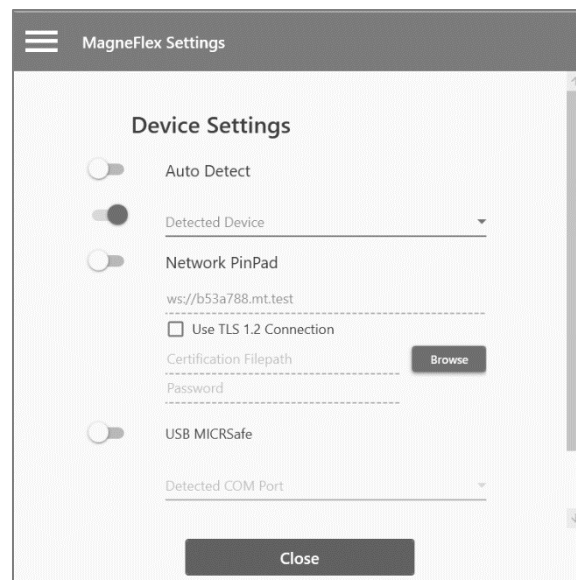 MagneFlex Settings
Device Settings
Auto Detect
Detected Device
Network PinPad
ws://b53a788.mt.test
Use TLS 1.2 Connection
Certification Filepath
Browse
Password
USB MICRSafe
Detected COM Port
Close